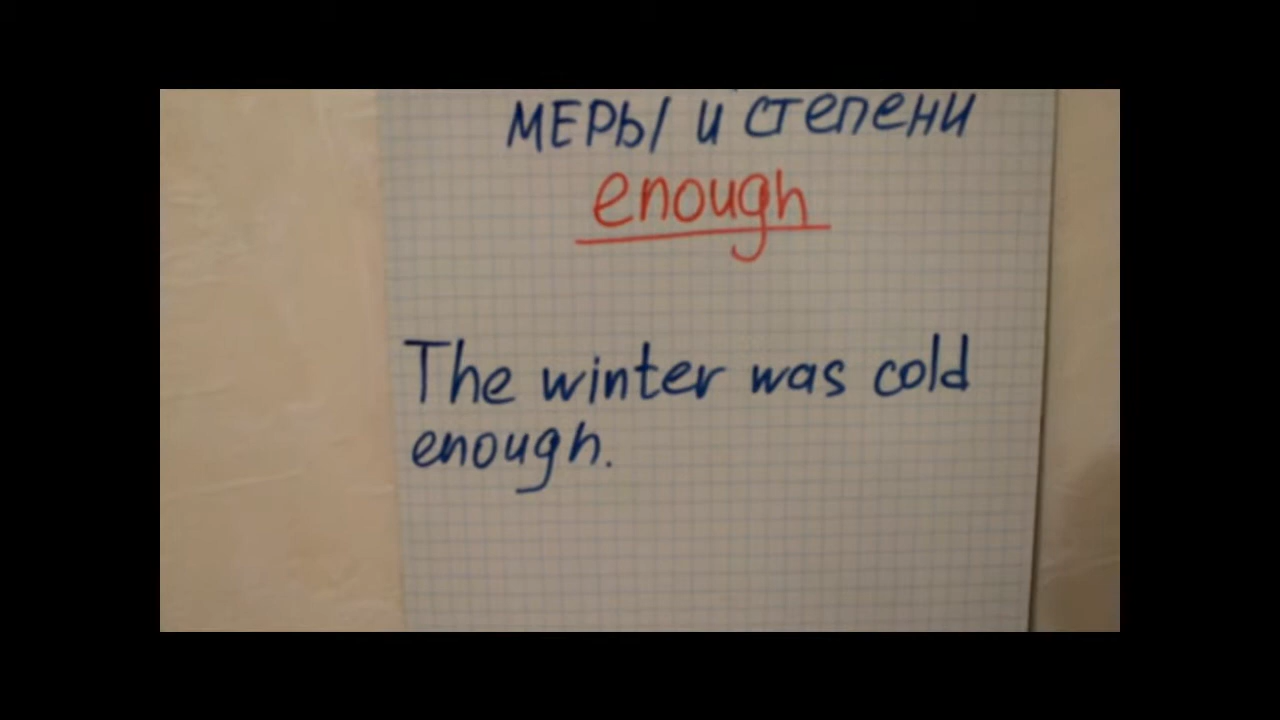 МЕРЫ и степени
enough
The winter was cold
enough.